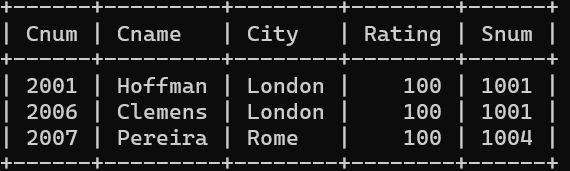 +------+----------+--------+--------+------+
| Cnum | Cname    | City   | Rating | Snum |
+------+----------+--------+--------+------+
| 2001 | Hoffman | London |    100 | 1001 |
| 2006 | Clemens | London |    100 | 1001 |
| 2007 | Pereira | Rome   |    100 | 1004 |
+------+----------+--------+--------+------+